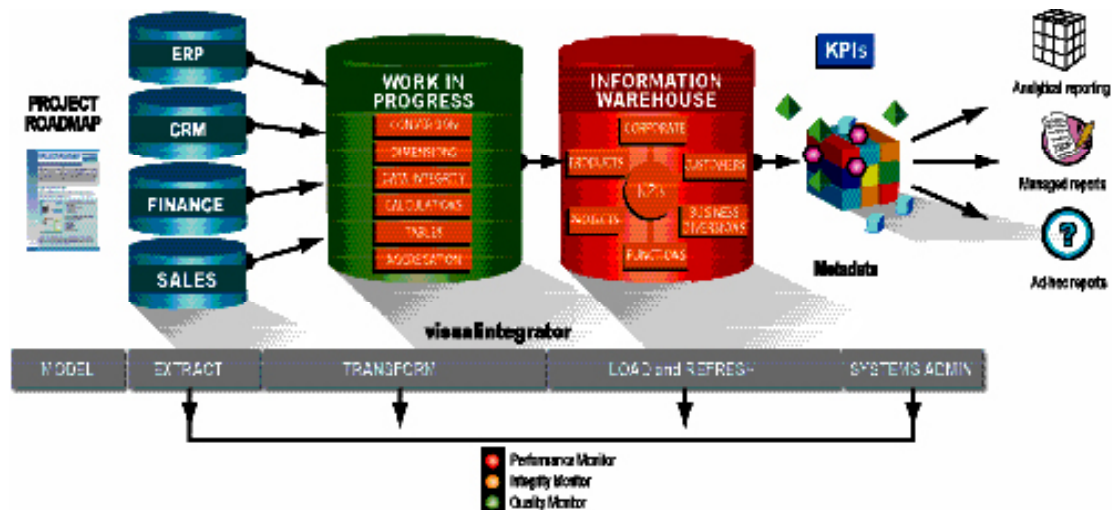 PROJECT
ROADMAP
ERP
CRM
FINANCE
SALES
WORK IN
PROGRESS
CONVERSION
DIMENSIONS
DATA INTEGRITY
CALCULATIONS
TABLES
AGGREGATION
INFORMATION
WAREHOUSE
CORPORATE
PRODUCTS
CUSTOMERS
KPIs
PROJECTS
BUSINESS
DIVERSIONS
FUNCTIONS
KPIs
Metadata
Analytical reporting
Managed reports
Ad-hoc reports
visualintegrator
MODEL
EXTRACT
TRANSFORM
LOAD and REFRESH
SYSTEMS ADMIN
Performance Monitor
Integrity Monitor
Quality Monitor